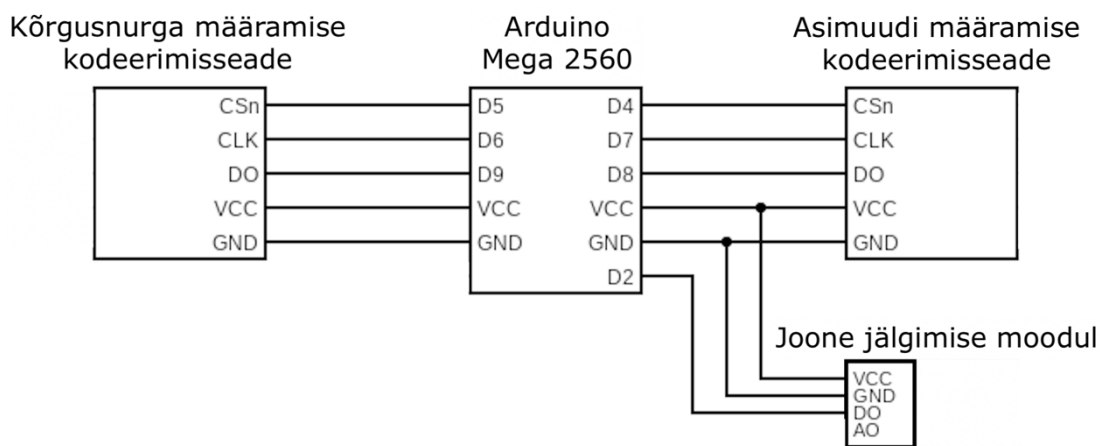 Kõrgusnurga määramise
kodeerimisseade
Arduino
Mega 2560
Asimuudi määramise
kodeerimisseade
CSn
CLK
DO
VCC
GND
D5
D6
D9
VCC
GND
D4
D7
D8
VCC
GND
D2
CSn
CLK
DO
VCC
GND
Joone jälgimise moodul
VCC
GND
DO
AO